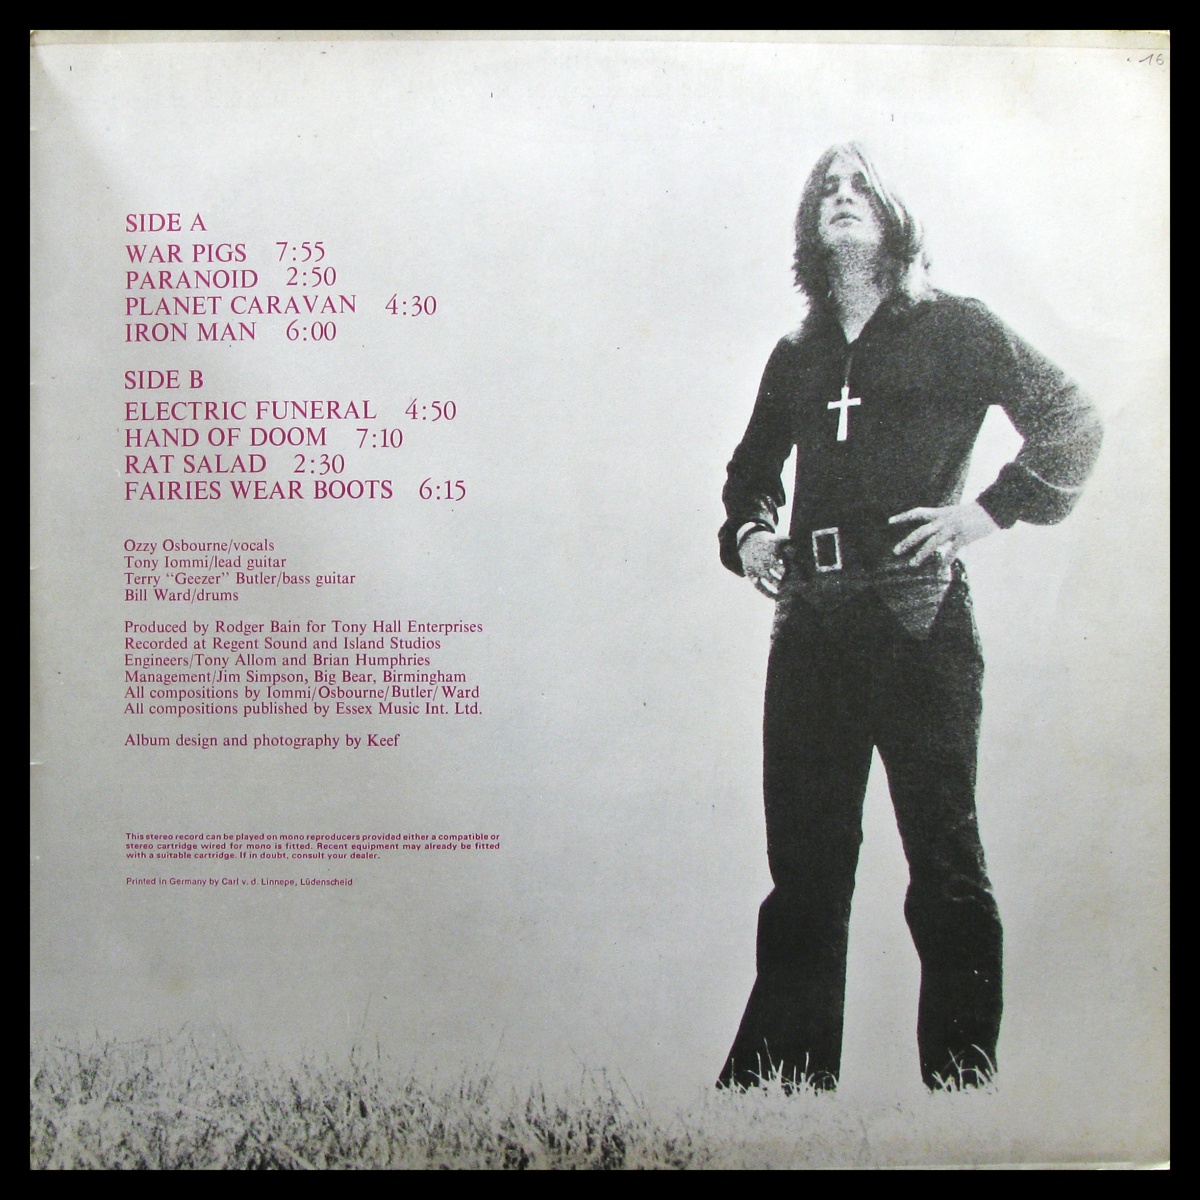 16
SIDE A
WAR PIGS 7:55
PARANOID 2:50
PLANET CARAVAN 4:30
IRON MAN 6:00
SIDE B
ELECTRIC FUNERAL 4:50
HAND OF DOOM 7:10
RAT SALAD 2:30
FAIRIES WEAR BOOTS 6:15
Ozzy Osbourne/vocals
Tony Iommi/lead guitar
Terry “Geezer” Butler/bass guitar
Bill Ward/drums
Produced by Rodger Bain for Tony Hall Enterprises
Recorded at Regent Sound and Island Studios
Engineers/Tony Allom and Brian Humphries
Management/Jim Simpson, Big Bear, Birmingham
All compositions by Iommi/Osbourne/Butler/Ward
All compositions published by Essex Music Int. Ltd.
Album design and photography by Keef
This stereo record can be played on mono reproducers provided either a compatible or
stereo cartridge wired for mono is fitted. Recent equipment may already be fitted
with a suitable cartridge. If in doubt, consult your dealer.
Printed in Germany by Carl v. d. Linnepe, Lüdenscheid